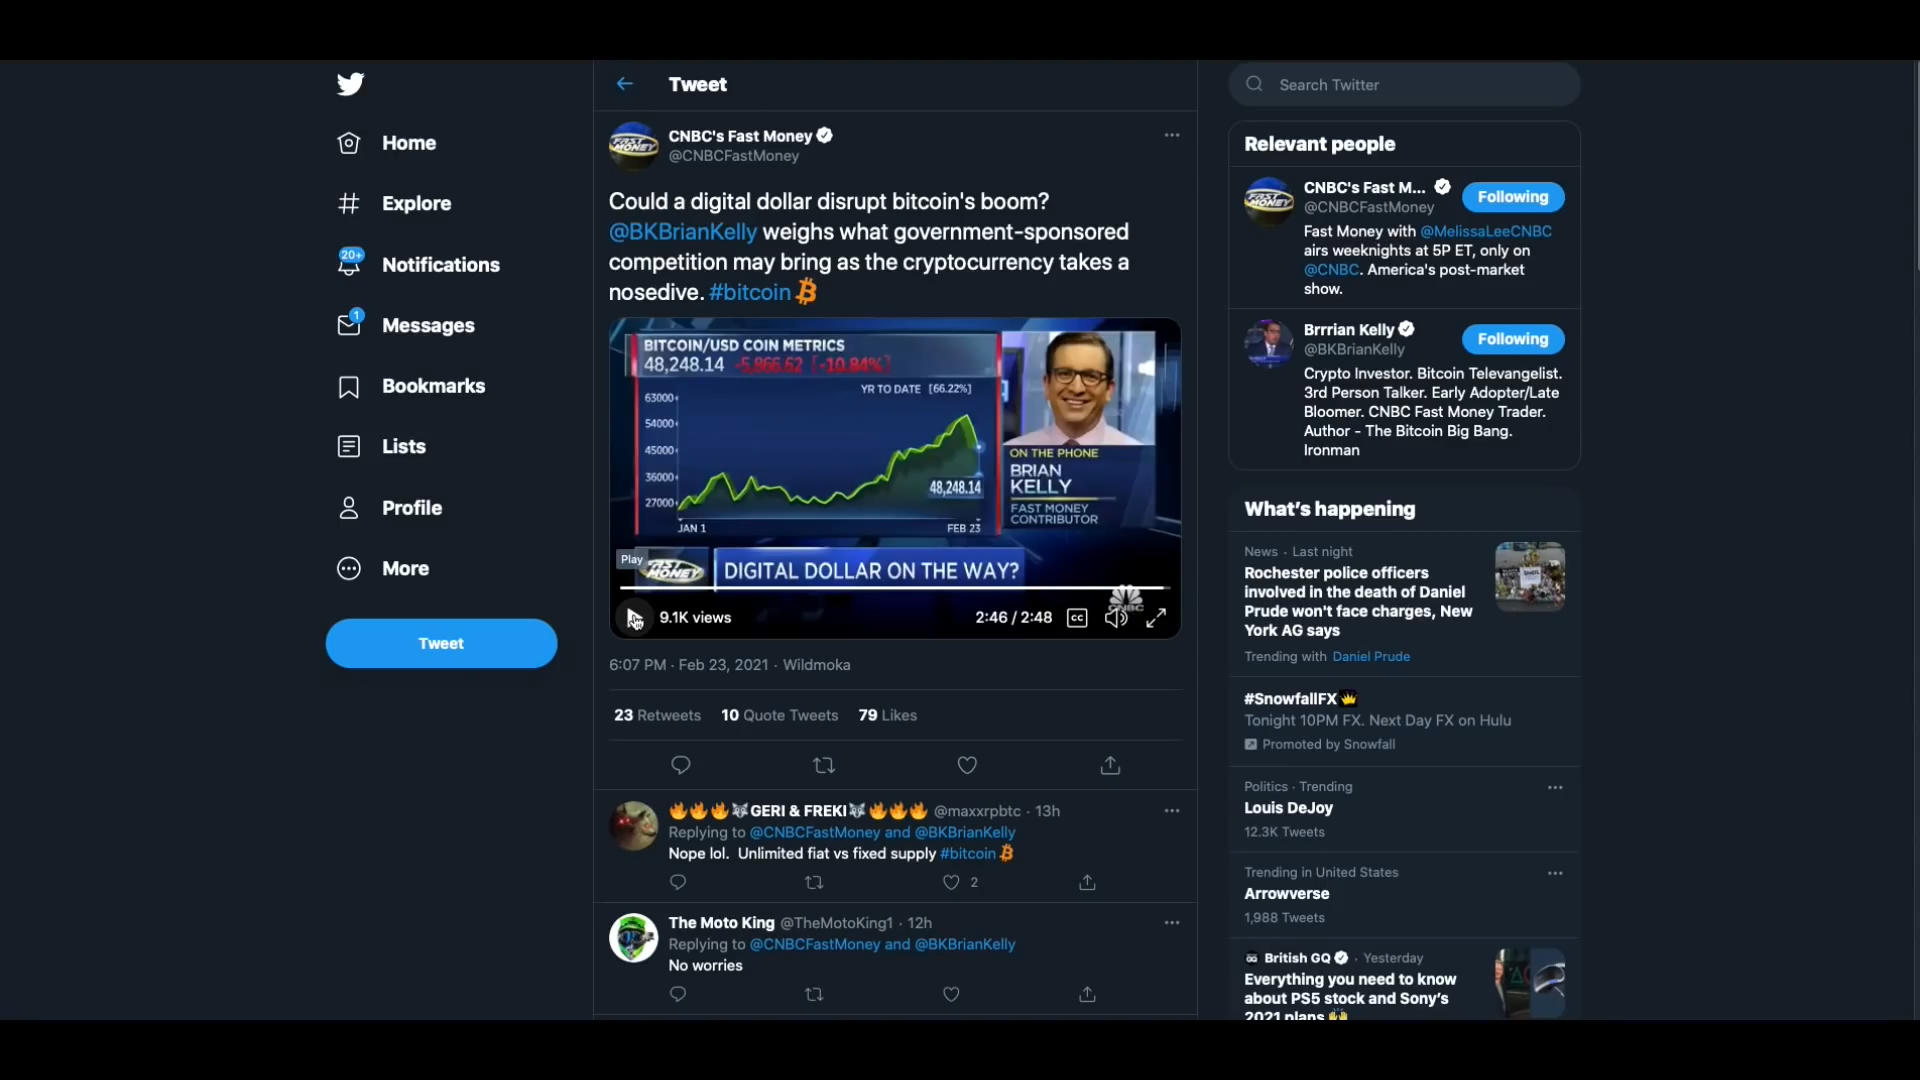 Home
Explore
20+
Notifications
1
Messages
Bookmarks
Lists
Profile
More
Tweet
Tweet
CNBC's Fast Money
@CNBCFastMoney
Could a digital dollar disrupt bitcoin's boom?
@BKBrianKelly weighs what government-sponsored
competition may bring as the cryptocurrency takes a
nosedive. #bitcoin
BITCOIN/USD COIN METRICS
48,248.14 -5,866.62 [-10.84%]
YR TO DATE [66.22%]
63000
54000
45000
36000
27000
48,248.14
JAN 1
FEB 23
ON THE PHONE
BRIAN
KELLY
FAST MONEY
CONTRIBUTOR
Play
FAST MONEY
DIGITAL DOLLAR ON THE WAY?
CNBC
9.1K views
2:46 / 2:48
CC
6:07 PM · Feb 23, 2021 · Wildmoka
23 Retweets 10 Quote Tweets 79 Likes
🔥🔥🔥🐺GERI & FREKI🐺🔥🔥🔥 @maxxrpbtc · 13h
Replying to @CNBCFastMoney and @BKBrianKelly
Nope lol. Unlimited fiat vs fixed supply #bitcoin
2
The Moto King @TheMotoKing1 · 12h
Replying to @CNBCFastMoney and @BKBrianKelly
No worries
Search Twitter
Relevant people
CNBC's Fast M...
@CNBCFastMoney
Following
Fast Money with @MelissaLeeCNBC
airs weeknights at 5P ET, only on
@CNBC. America's post-market
show.
Brrrian Kelly
@BKBrianKelly
Following
Crypto Investor. Bitcoin Televangelist.
3rd Person Talker. Early Adopter/Late
Bloomer. CNBC Fast Money Trader.
Author - The Bitcoin Big Bang.
Ironman
What's happening
News · Last night
Rochester police officers
involved in the death of Daniel
Prude won't face charges, New
York AG says
Trending with Daniel Prude
#SnowfallFX
Tonight 10PM FX. Next Day FX on Hulu
Promoted by Snowfall
Politics · Trending
Louis DeJoy
12.3K Tweets
Trending in United States
Arrowverse
1,988 Tweets
British GQ · Yesterday
Everything you need to know
about PS5 stock and Sony's
2021 plans 🙌